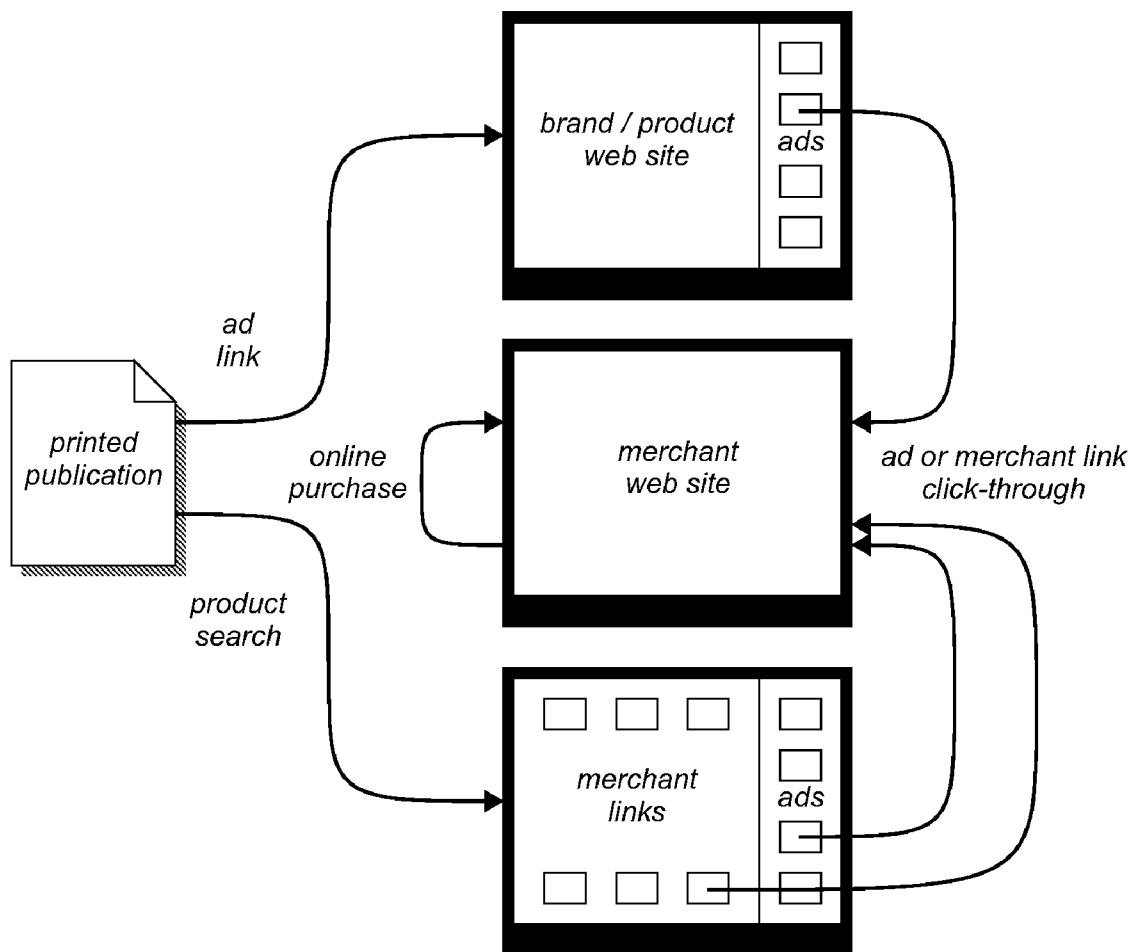 brand / product
web site
ads
ad
link
printed
publication
online
purchase
merchant
web site
ad or merchant link
click-through
product
search
merchant
links
ads